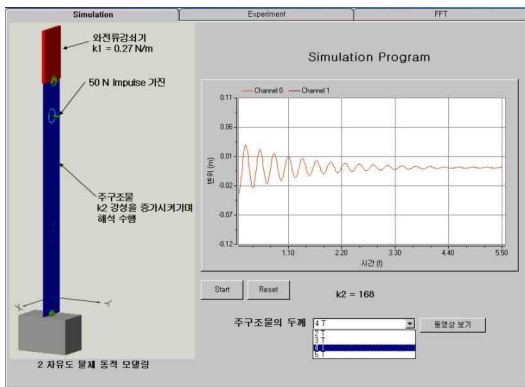 Simulation
Experiment
FFT
와전류감쇠기
k1 = 0.27 N/m
50 N Impulse 가진
주구조물
k2 강성을 증가시켜가며
해석 수행
2 자유도 물체 동적 모델링
Simulation Program
Channel 0
Channel 1
변위 (m)
0.11
0.06
0.01
-0.02
-0.07
-0.12
1.10
2.20
3.30
4.40
5.50
시간 (t)
Start
Reset
k2 = 168
주구조물의 두께
4 T
동영상 보기
2 T
3 T
4 T
5 T